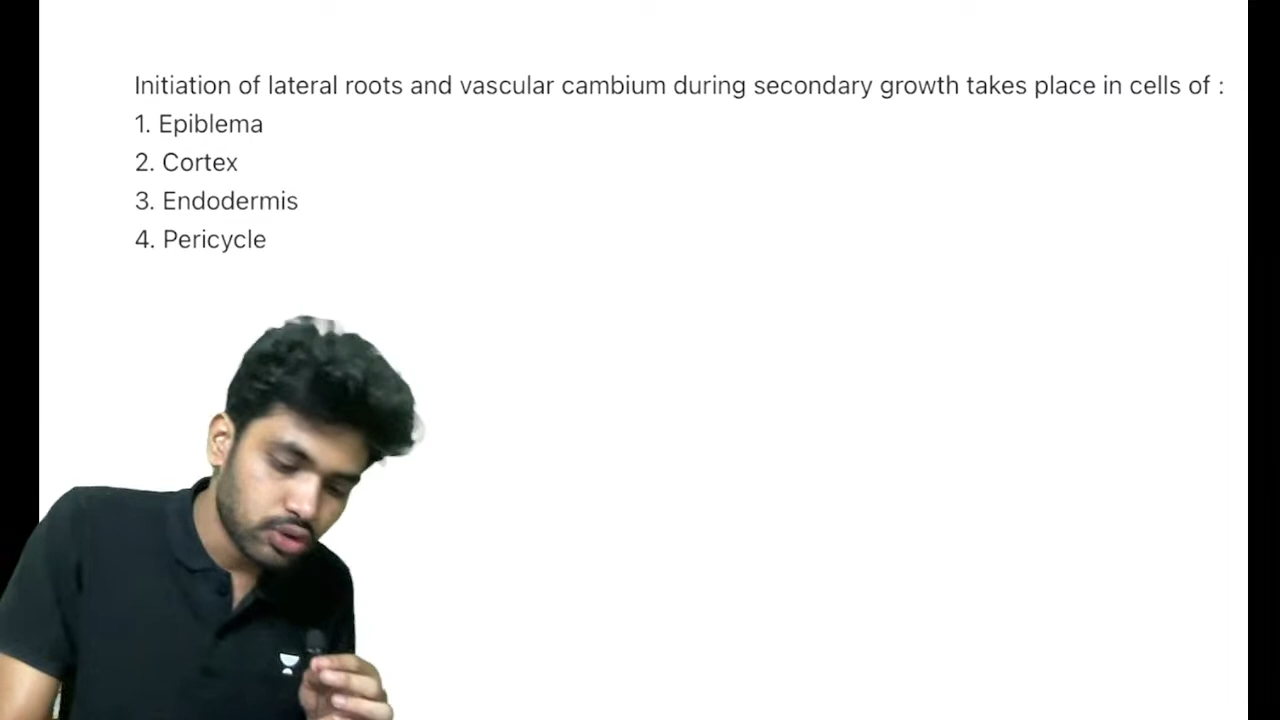 Initiation of lateral roots and vascular cambium during secondary growth takes place in cells of :
1. Epiblema
2. Cortex
3. Endodermis
4. Pericycle